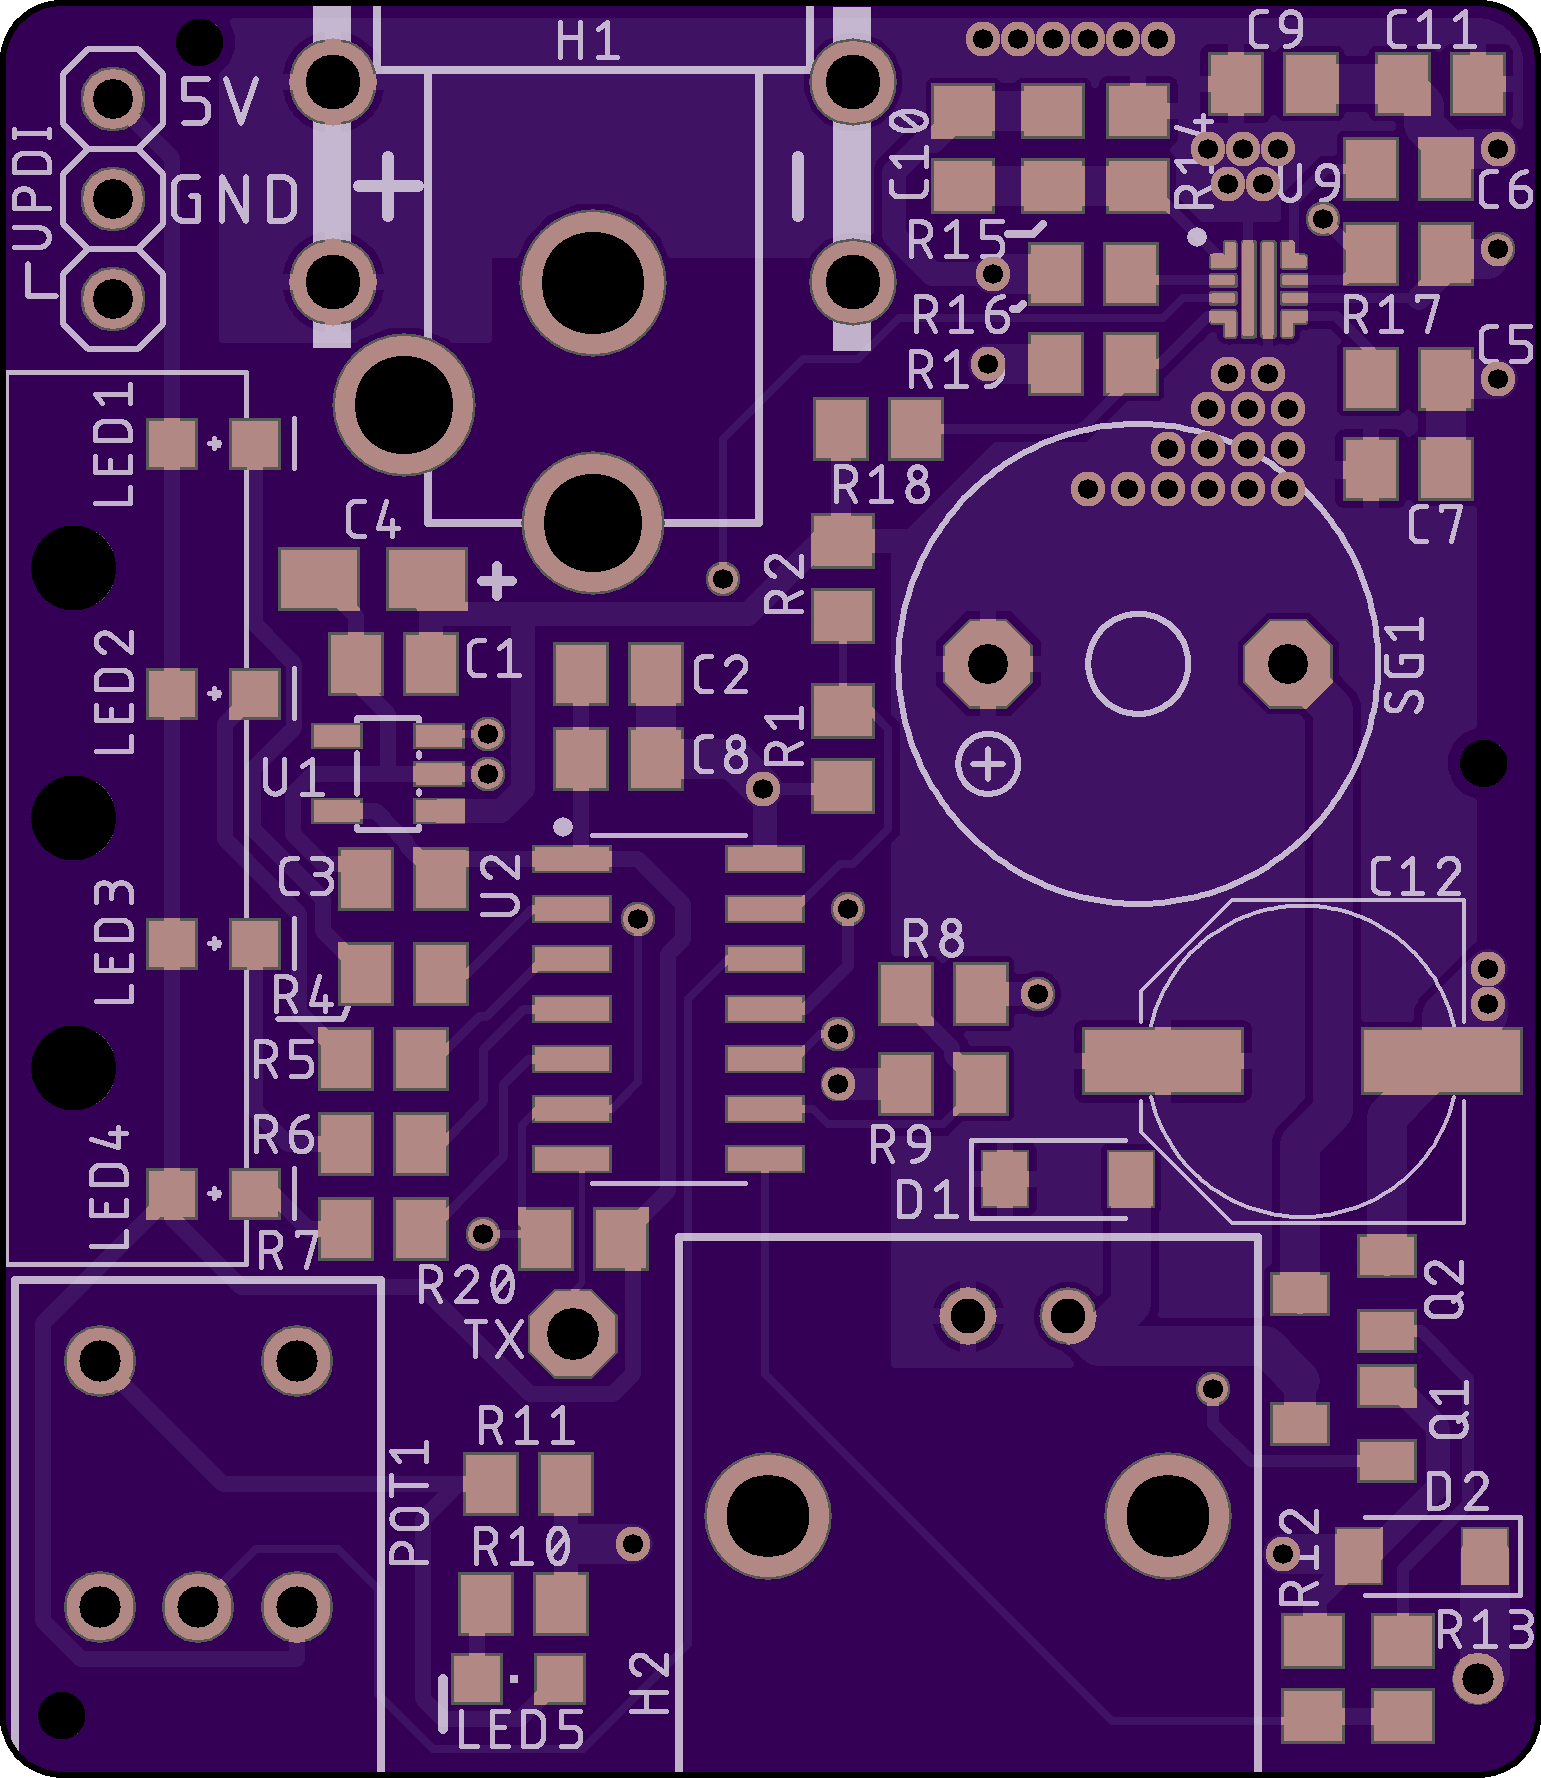 H1
C9
C11
5V
UPDI
GND
+
C10
R14
U9
C6
R15
R16
R17
C5
R19
LED1
R18
C7
C4
+
R2
LED2
C1
C2
SG1
R1
C8
U1
+
C3
U2
C12
LED3
R8
R4
R5
R6
R9
LED4
D1
R7
R20
Q2
TX
Q1
R11
POT1
D2
R10
R12
R13
H2
LED5